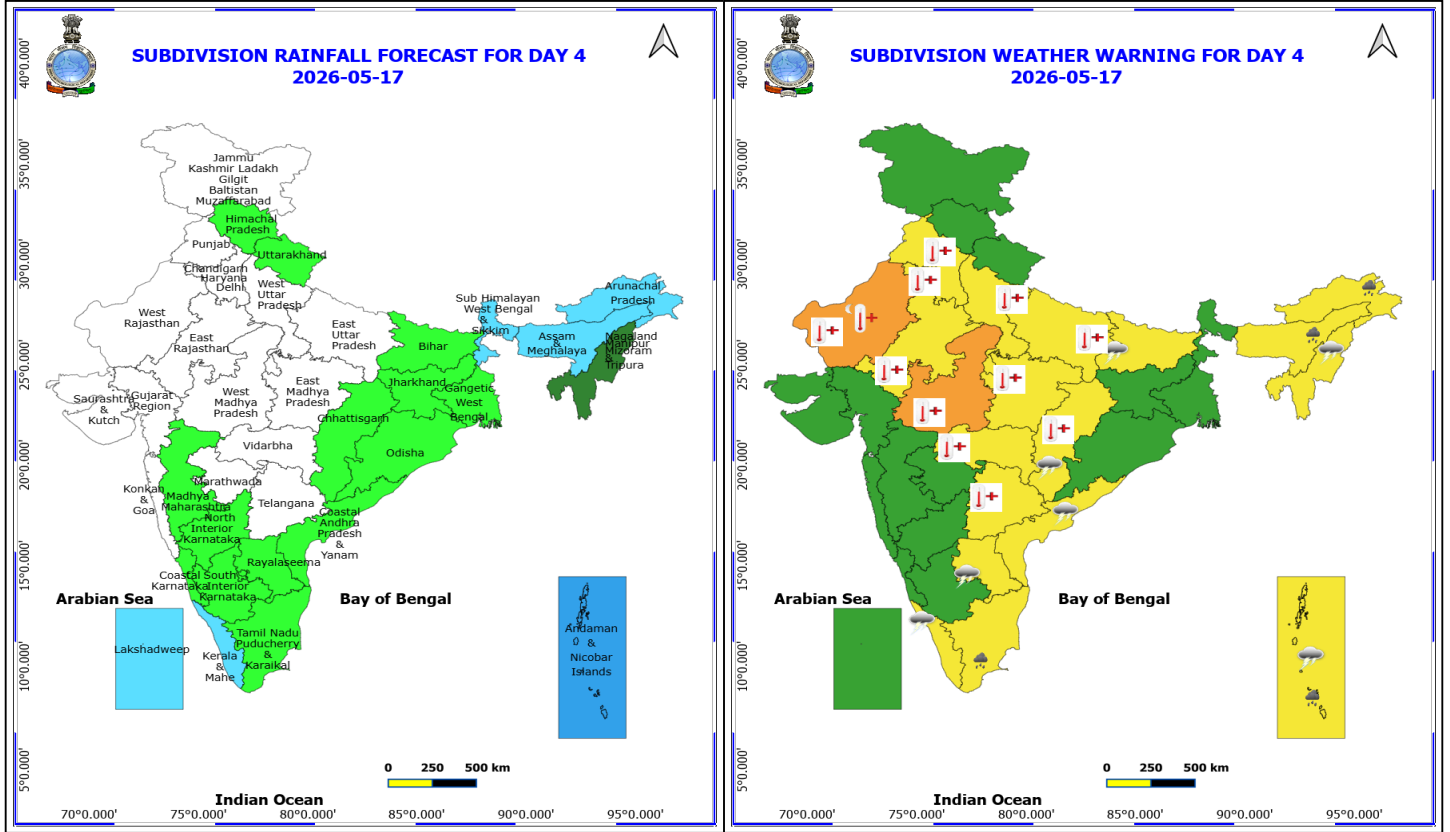 SUBDIVISION RAINFALL FORECAST FOR DAY 4
2026-05-17
40°0.000'
35°0.000'
30°0.000'
25°0.000'
20°0.000'
15°0.000'
10°0.000'
5°0.000'
Jammu
Kashmir Ladakh
Gilgit
Baltistan
Muzaffarabad
Himachal
Pradesh
Punjab
Uttarakhand
Chandigarh
Haryana
Delhi
West
Uttar
Pradesh
West
Rajasthan
East
Rajasthan
East
Uttar
Pradesh
Sub Himalayan
West Bengal
&
Sikkim
Arunachal
Pradesh
Assam
&
Meghalaya
Nagaland
Manipur
Mizoram
&
Tripura
Bihar
Jharkhand
Gangetic
West
Bengal
Saurashtra
&
Kutch
Gujarat
Region
West
Madhya
Pradesh
East
Madhya
Pradesh
Chhattisgarh
Vidarbha
Odisha
Konkan
&
Goa
Madhya
Maharashtra
Marathwada
Telangana
North
Interior
Karnataka
Coastal
Andhra
Pradesh
&
Yanam
Rayalaseema
Coastal
Karnataka
South
Interior
Karnataka
Arabian Sea
Bay of Bengal
Lakshadweep
Kerala
&
Mahe
Tamil Nadu
Puducherry
&
Karaikal
Andaman
&
Nicobar
Islands
0 250 500 km
Indian Ocean
70°0.000' 75°0.000' 80°0.000' 85°0.000' 90°0.000' 95°0.000'
SUBDIVISION WEATHER WARNING FOR DAY 4
2026-05-17
40°0.000'
35°0.000'
30°0.000'
25°0.000'
20°0.000'
15°0.000'
10°0.000'
5°0.000'
Arabian Sea
Bay of Bengal
0 250 500 km
Indian Ocean
70°0.000' 75°0.000' 80°0.000' 85°0.000' 90°0.000' 95°0.000'